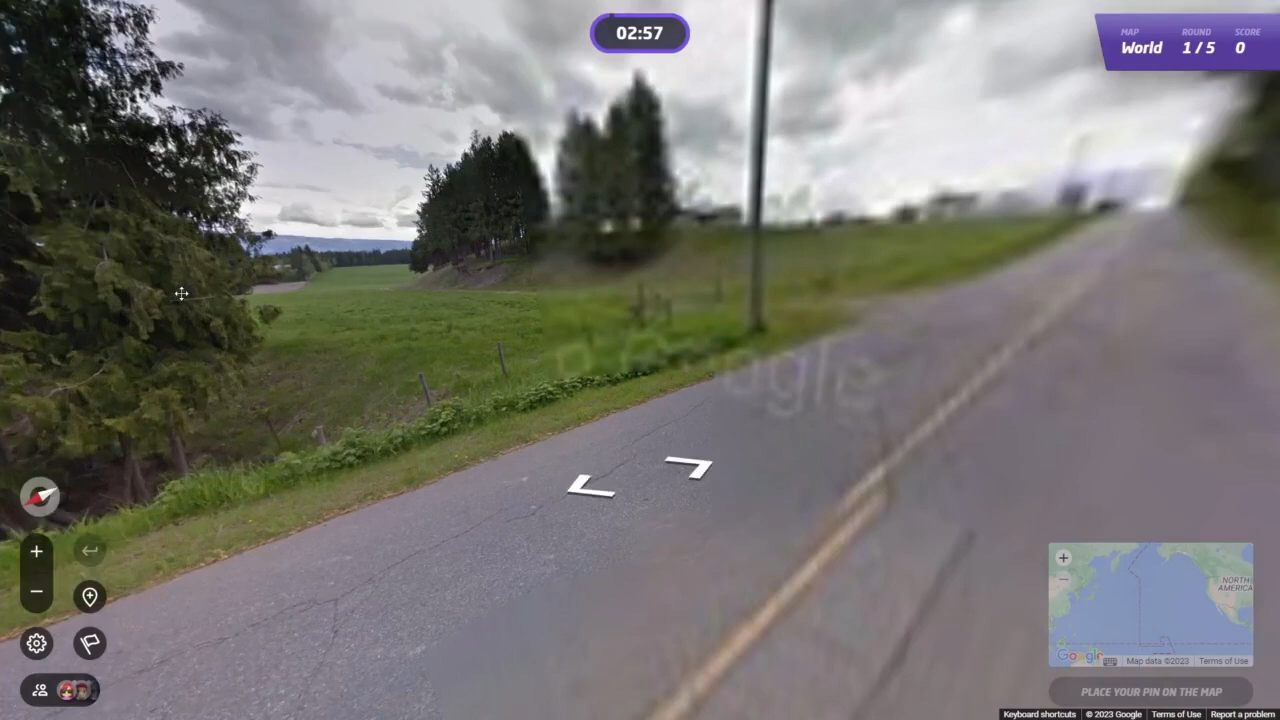 02:57
MAP
World
ROUND
1 / 5
SCORE
0
Google
NORTH
AMERICA
Google
Map data ©2023
Terms of Use
PLACE YOUR PIN ON THE MAP
Keyboard shortcuts
© 2023 Google
Terms of Use
Report a problem